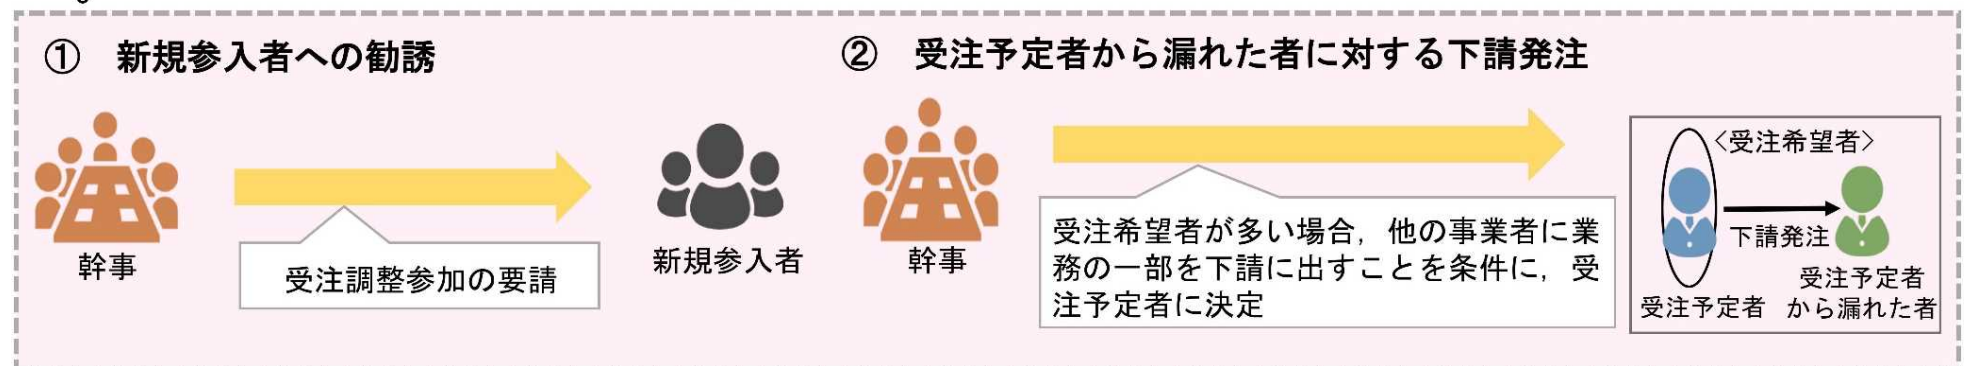 ① 新規参入者への勧誘
幹事
受注調整参加の要請
新規参入者
② 受注予定者から漏れた者に対する下請発注
幹事
受注希望者が多い場合，他の事業者に業
務の一部を下請に出すことを条件に，受
注予定者に決定
<受注希望者>
下請発注
受注予定者
受注予定者
から漏れた者